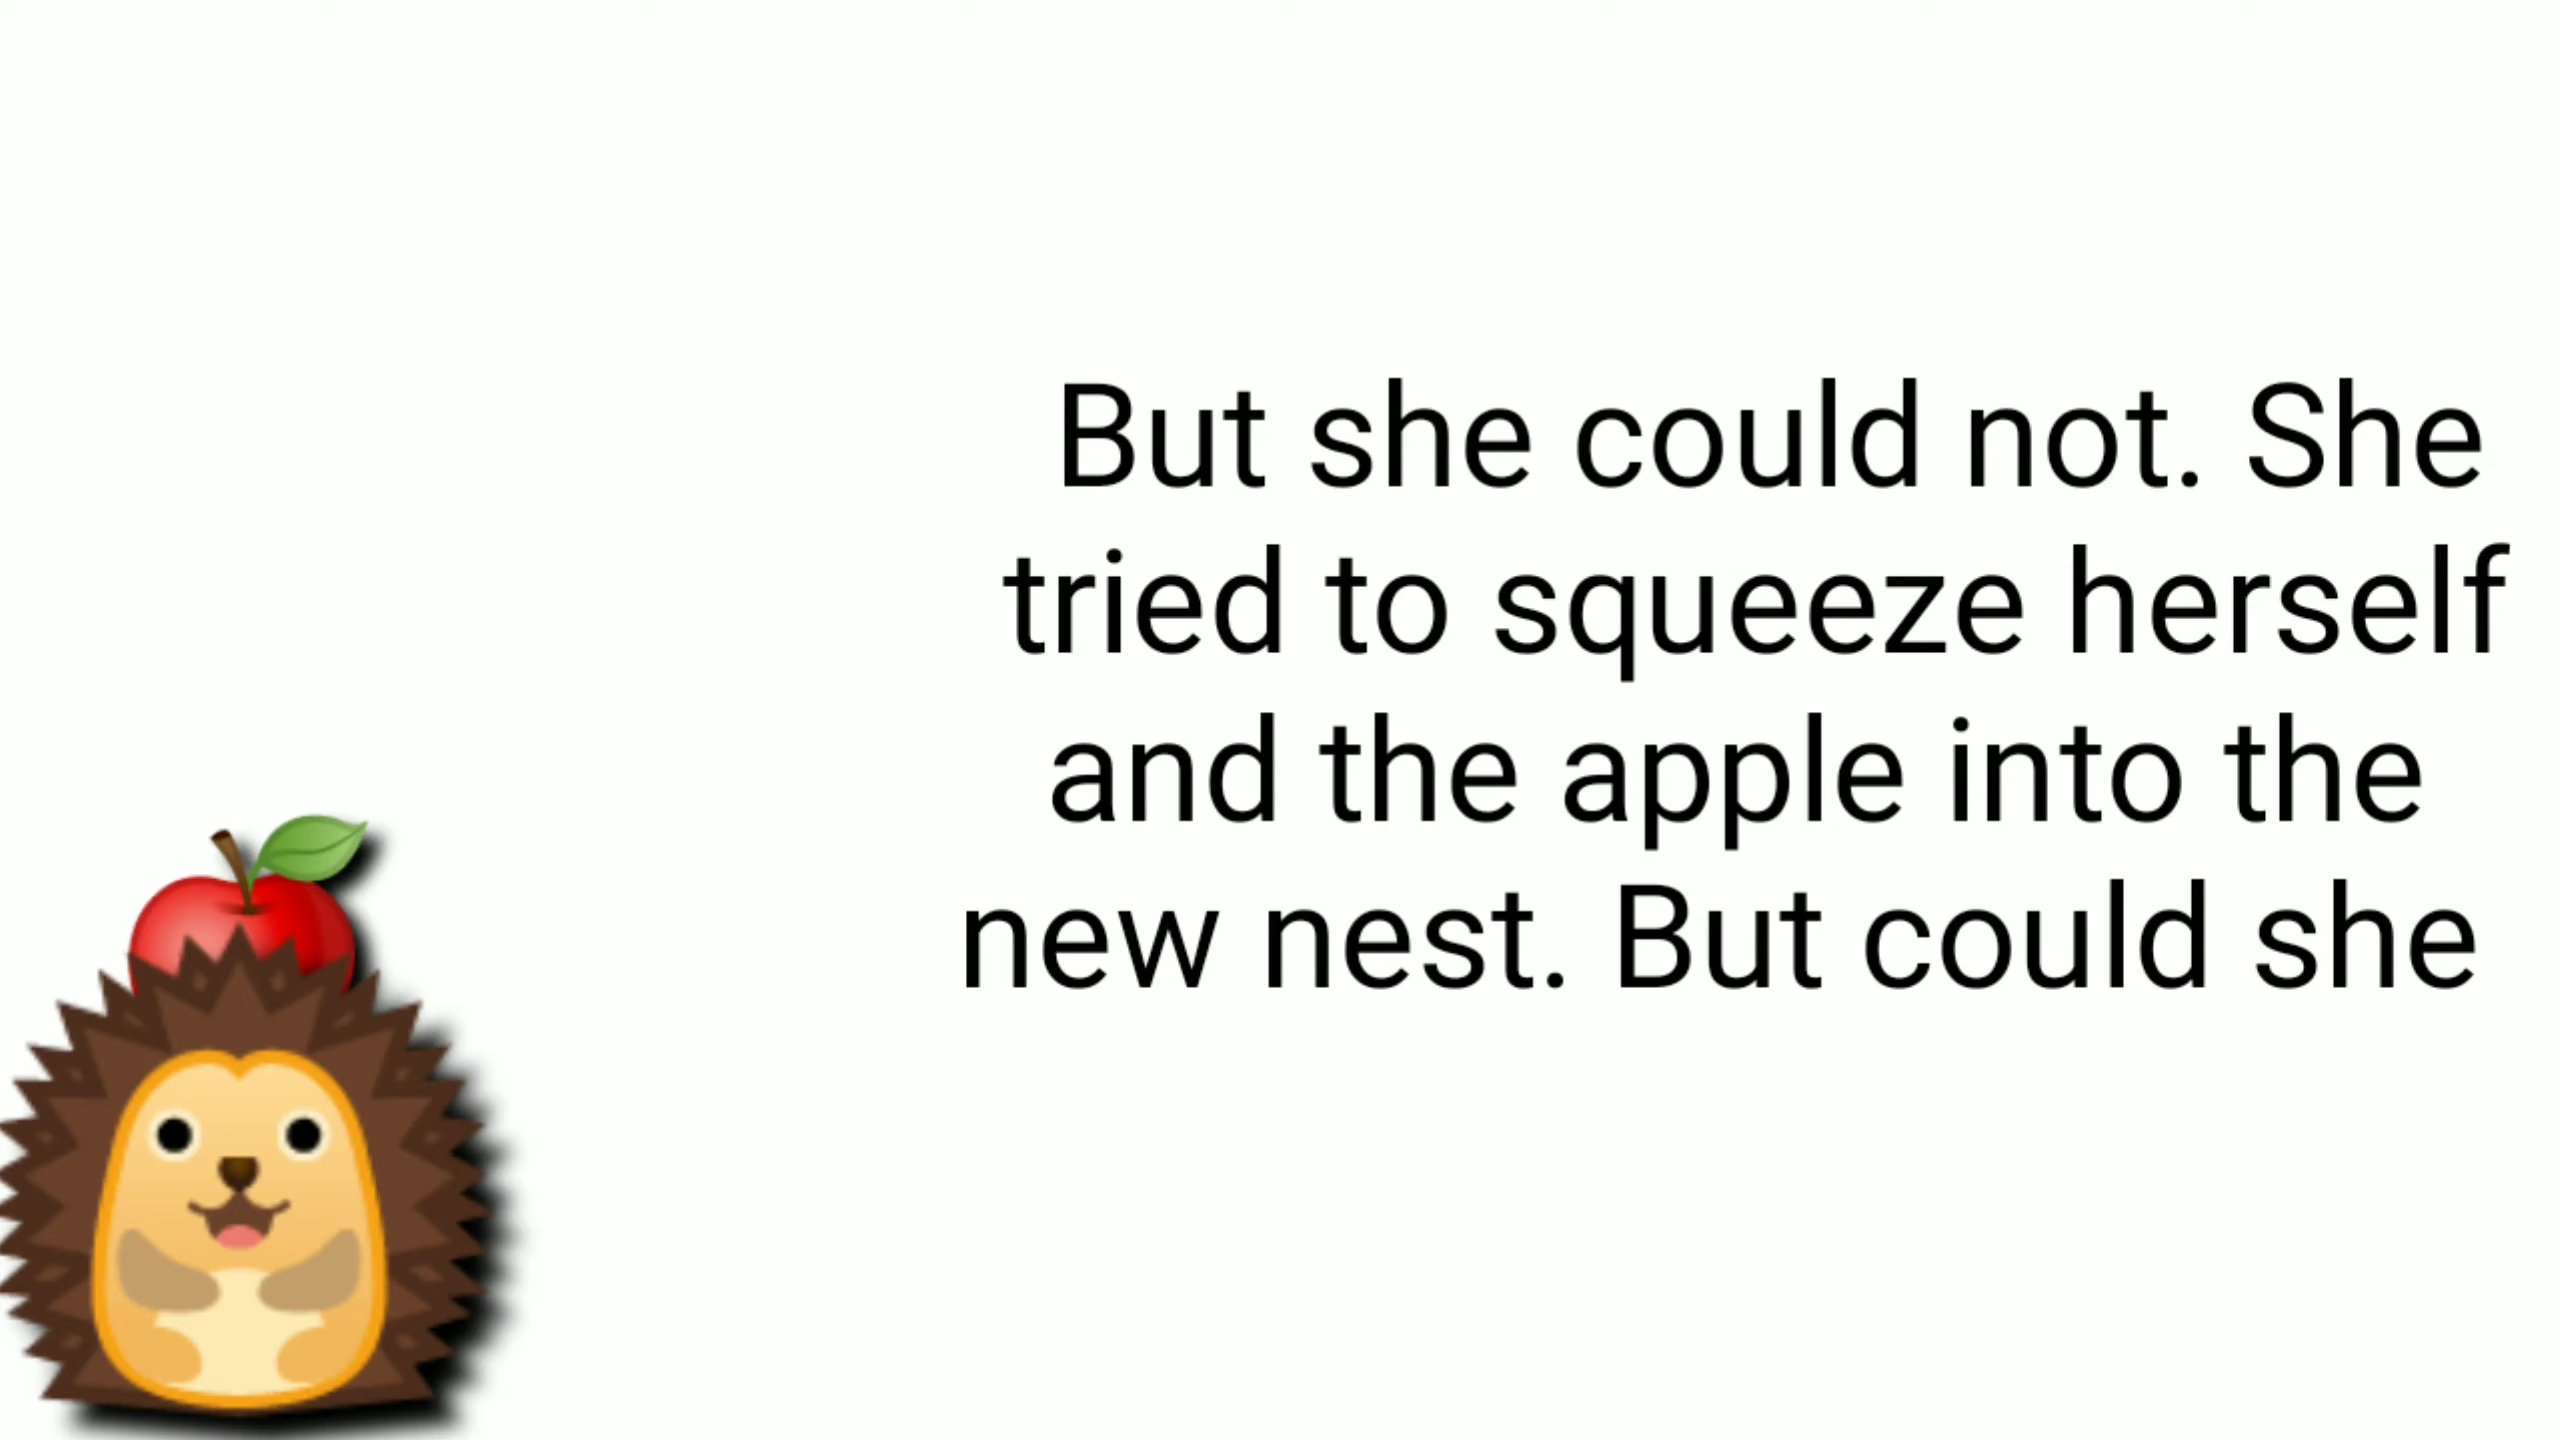 But she could not. She
tried to squeeze herself
and the apple into the
new nest. But could she